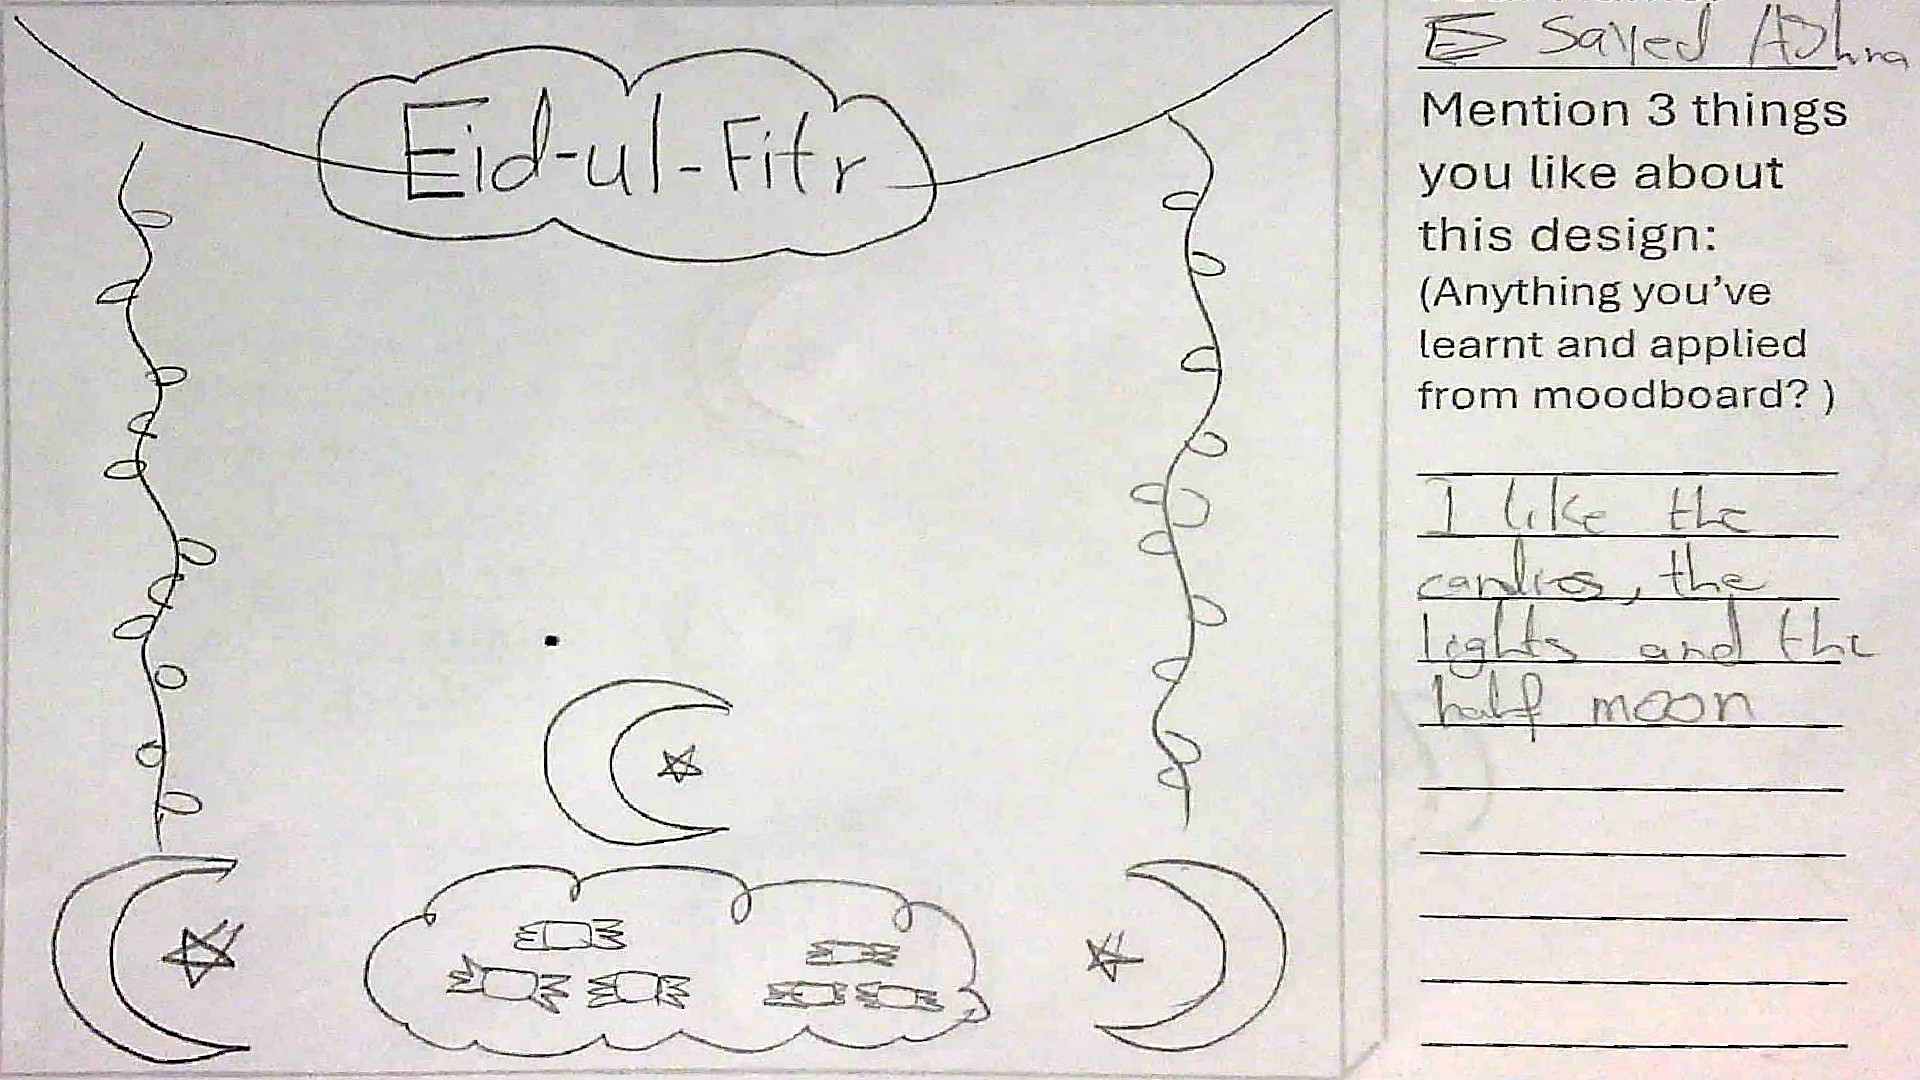 Eid-ul-Fitr
Sayed
Mention 3 things
you like about
this design:
(Anything you've
learnt and applied
from moodboard? )
I like the
candies, the
lights and the
half moon